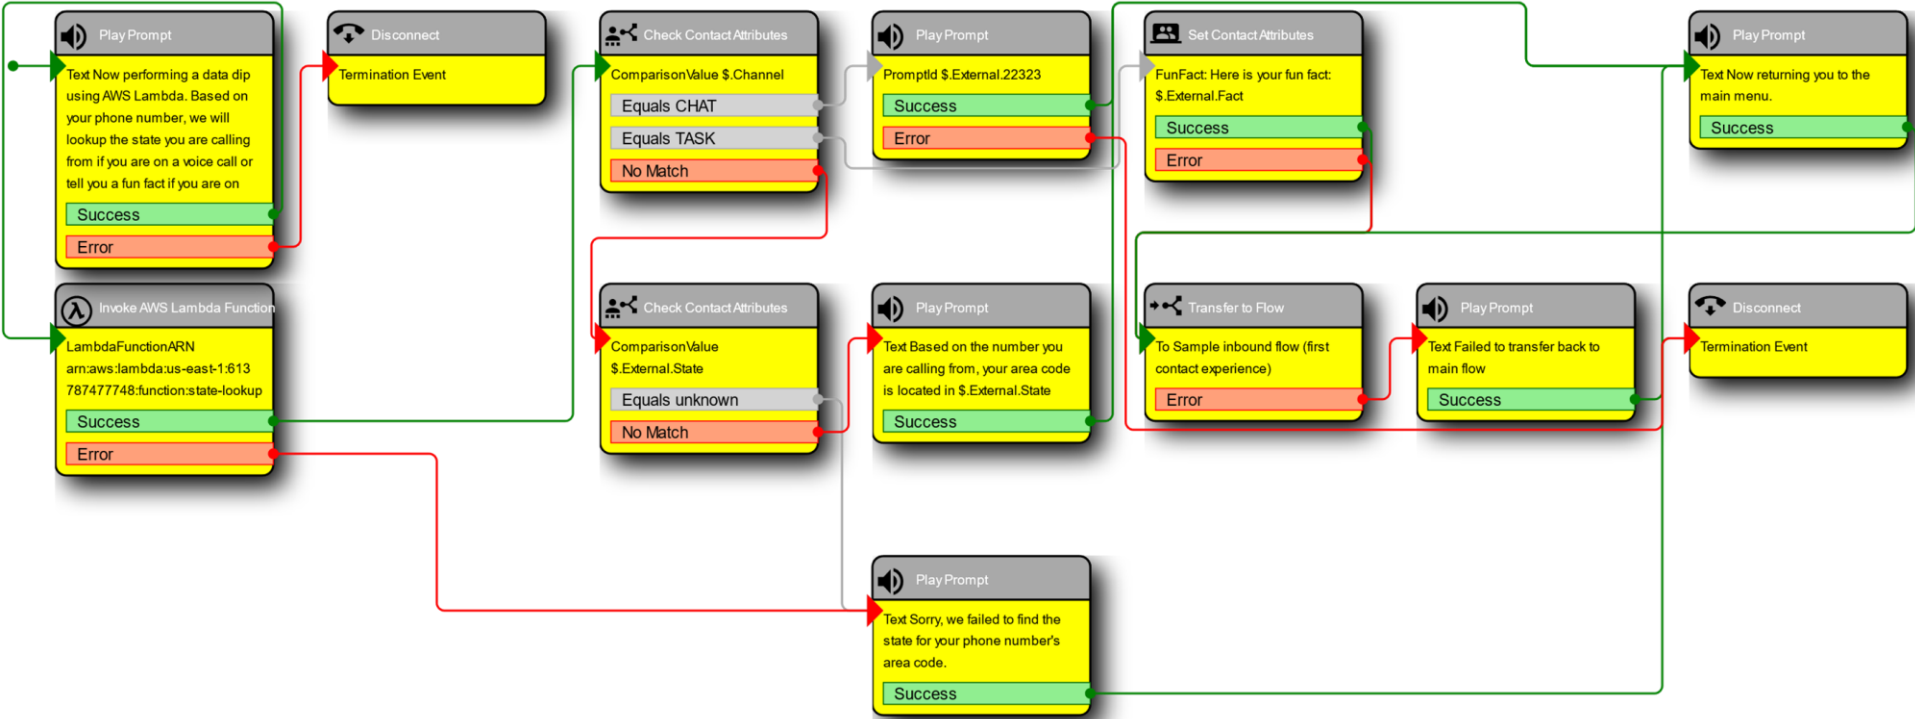 Play Prompt
Text Now performing a data dip
using AWS Lambda. Based on
your phone number, we will
lookup the state you are calling
from if you are on a voice call or
tell you a fun fact if you are on
Success
Error
Disconnect
Termination Event
Check Contact Attributes
ComparisonValue $.Channel
Equals CHAT
Equals TASK
No Match
Play Prompt
PromptId $.External.22323
Success
Error
Set Contact Attributes
FunFact: Here is your fun fact:
$.External.Fact
Success
Error
Play Prompt
Text Now returning you to the
main menu.
Success
Invoke AWS Lambda Function
LambdaFunctionARN
arn:aws:lambda:us-east-1:613
787477748:function:state-lookup
Success
Error
Check Contact Attributes
ComparisonValue
$.External.State
Equals unknown
No Match
Play Prompt
Text Based on the number you
are calling from, your area code
is located in $.External.State
Success
Transfer to Flow
To Sample inbound flow (first
contact experience)
Error
Play Prompt
Text Failed to transfer back to
main flow
Success
Disconnect
Termination Event
Play Prompt
Text Sorry, we failed to find the
state for your phone number's
area code.
Success